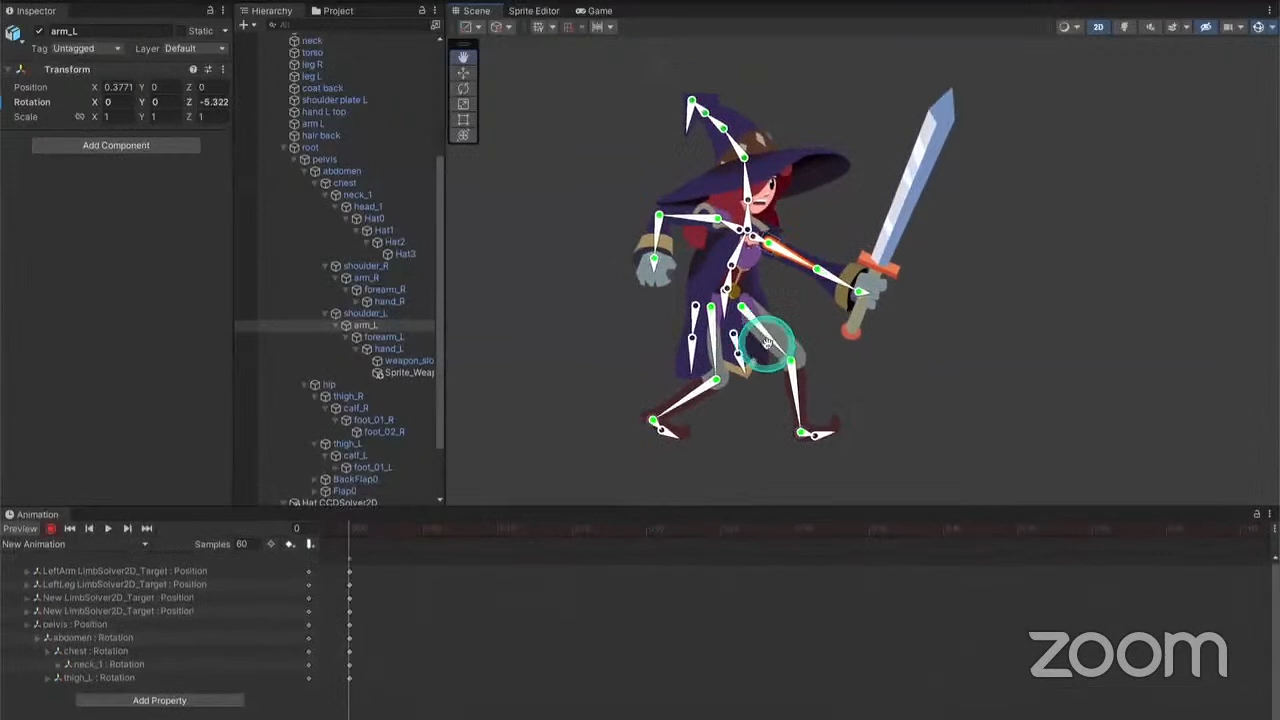 Inspector
arm_L
Static
Tag Untagged Layer Default
Transform
Position X 0.3771 Y 0 Z 0
Rotation X 0 Y 0 Z -5.322
Scale X 1 Y 1 Z 1
Add Component
Hierarchy Project
All
neck
torso
leg R
leg L
coat back
shoulder plate L
hand L top
arm L
hair back
root
pelvis
abdomen
chest
neck_1
head_1
Hat0
Hat1
Hat2
Hat3
shoulder_R
arm_R
forearm_R
hand_R
shoulder_L
arm_L
forearm_L
hand_L
weapon_slo
Sprite_Weap
hip
thigh_R
calf_R
foot_01_R
foot_02_R
thigh_L
calf_L
foot_01_L
BackFlap0
Flap0
Hat CCDSolver2D
Scene Sprite Editor Game
2D
Animation
Preview 0
New Animation Samples 60
LeftArm LimbSolver2D_Target : Position
LeftLeg LimbSolver2D_Target : Position
New LimbSolver2D_Target : Position
New LimbSolver2D_Target : Position
pelvis : Position
abdomen : Rotation
chest : Rotation
neck_1 : Rotation
thigh_L : Rotation
Add Property
zoom